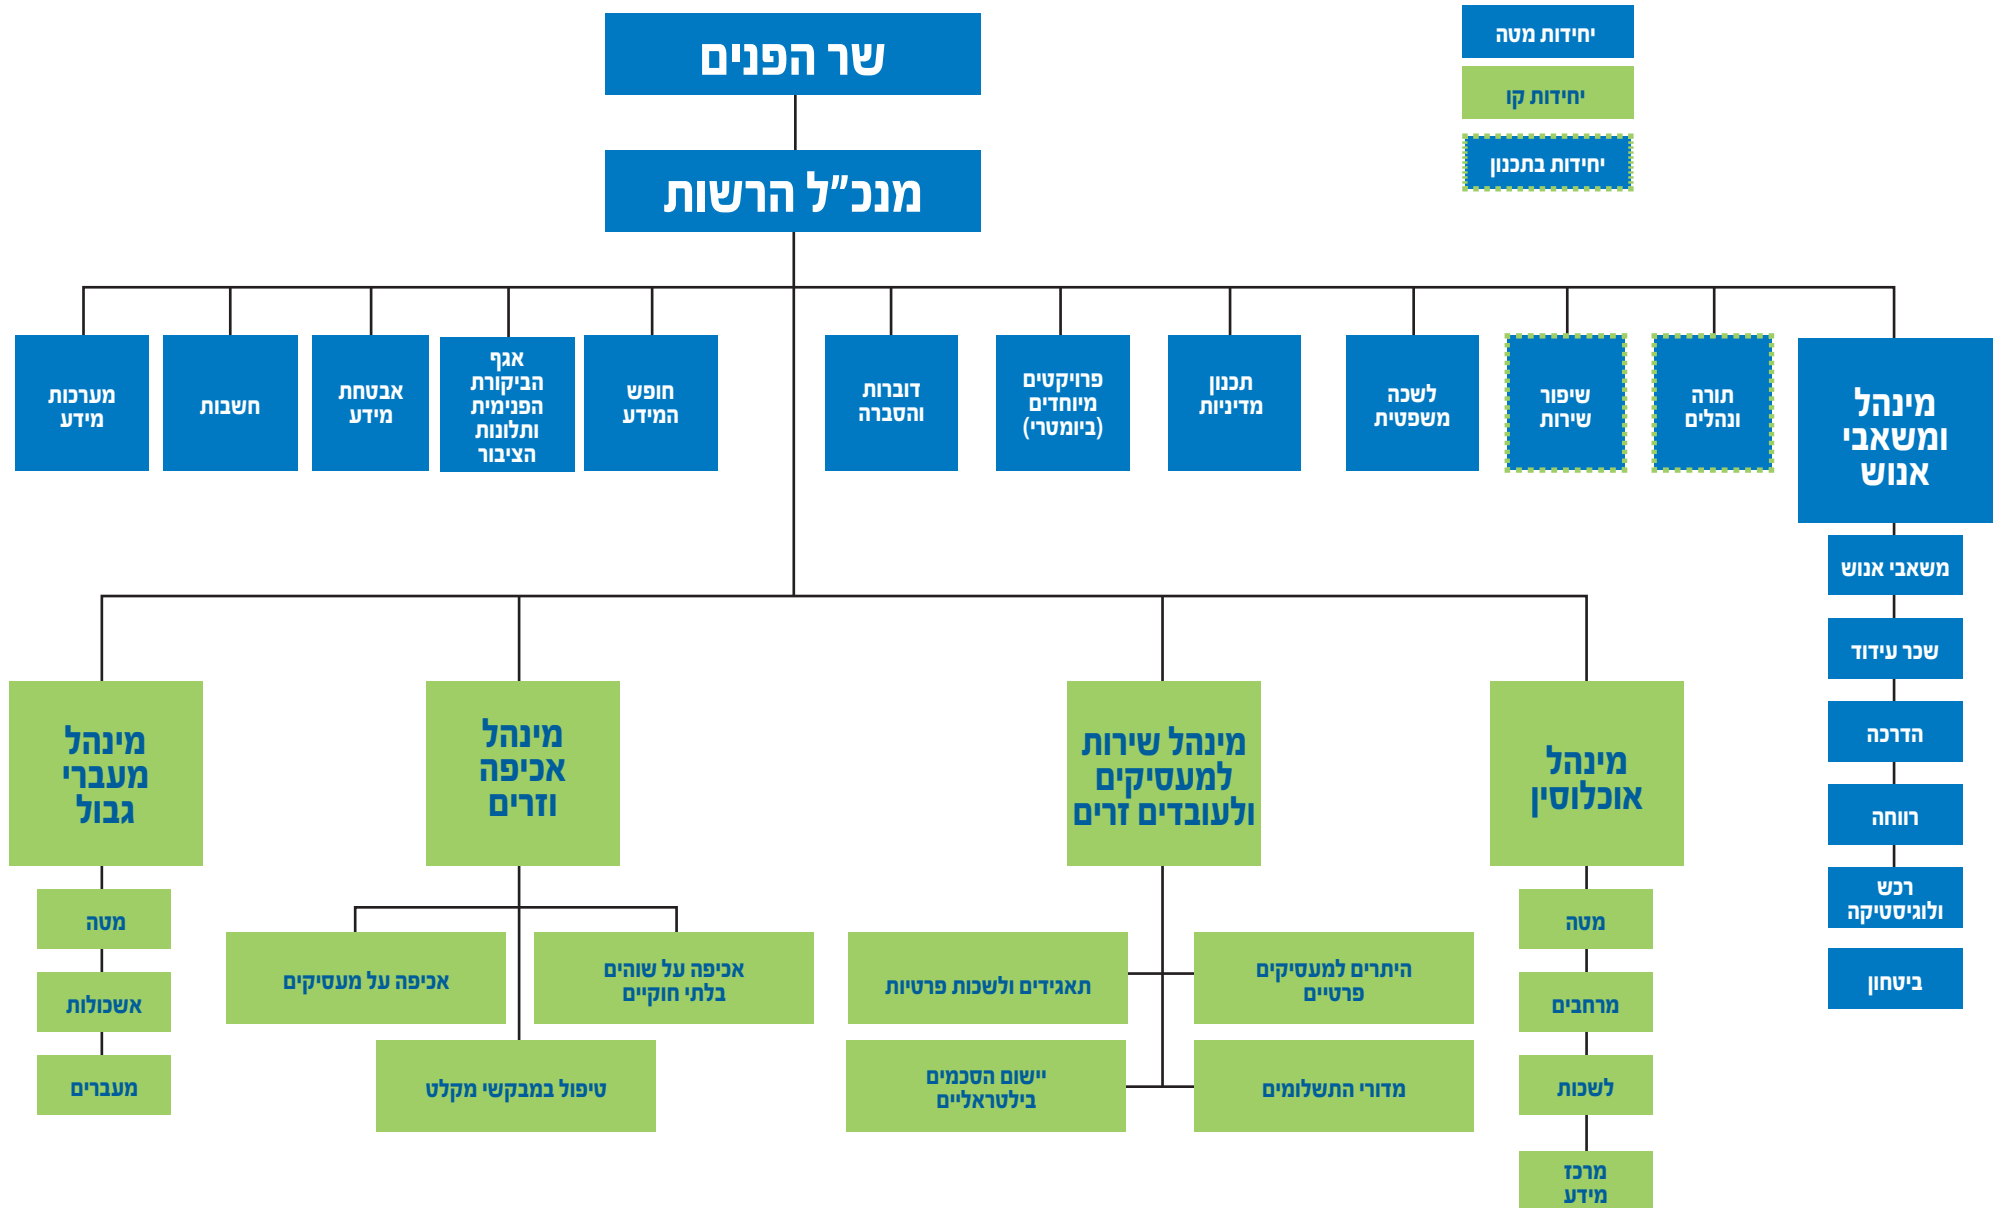 שר הפנים
מנכ"ל הרשות
יחידות מטה
יחידות קו
יחידות בתכנון
מינהל
ומשאבי
אנוש
תורה
ונהלים
שיפור
שירות
לשכה
משפטית
תכנון
מדיניות
פרויקטים
מיוחדים
(ביומטרי)
דוברות
והסברה
חופש
המידע
אגף
הביקורת
הפנימית
ותלונות
הציבור
אבטחת
מידע
חשבות
מערכות
מידע
משאבי אנוש
שכר עידוד
הדרכה
רווחה
רכש
ולוגיסטיקה
ביטחון
מינהל
אוכלוסין
מטה
מרחבים
לשכות
מרכז
מידע
מינהל שירות
למעסיקים
ולעובדים זרים
היתרים למעסיקים
פרטיים
תאגידים ולשכות פרטיות
מדורי התשלומים
יישום הסכמים
בילטראליים
מינהל
אכיפה
וזרים
אכיפה על שוהים
בלתי חוקיים
אכיפה על מעסיקים
טיפול במבקשי מקלט
מינהל
מעברי
גבול
מטה
אשכולות
מעברים